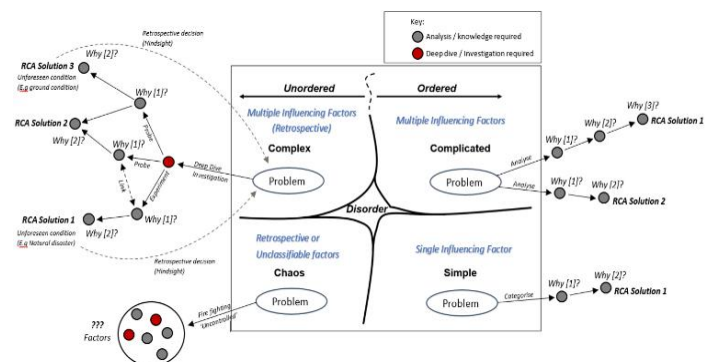 Key:
Analysis / knowledge required
Deep dive / Investigation required
Retrospective decision
(Hindsight)
Why [2]?
RCA Solution 3
Unforeseen condition
(E.g ground condition)
Why [1]?
RCA Solution 2
Why [2]?
Why [1]?
Probe
Probe
Link
Experiment
Deep Dive
Investigation
RCA Solution 1
Unforeseen condition
(E.g Natural disaster)
Why [1]?
Why [2]?
Retrospective decision
(Hindsight)
Unordered
Ordered
Multiple Influencing Factors
(Retrospective)
Complex
Problem
Multiple Influencing Factors
Complicated
Problem
Disorder
Retrospective or
Unclassifiable factors
Chaos
Problem
Single Influencing Factor
Simple
Problem
Analyse
Why [1]?
Why [2]?
Why [3]?
RCA Solution 1
Analyse
Why [1]?
Why [2]?
RCA Solution 2
Categorise
Why [1]?
Why [2]?
RCA Solution 1
Fire fighting
'Uncontrolled'
???
Factors